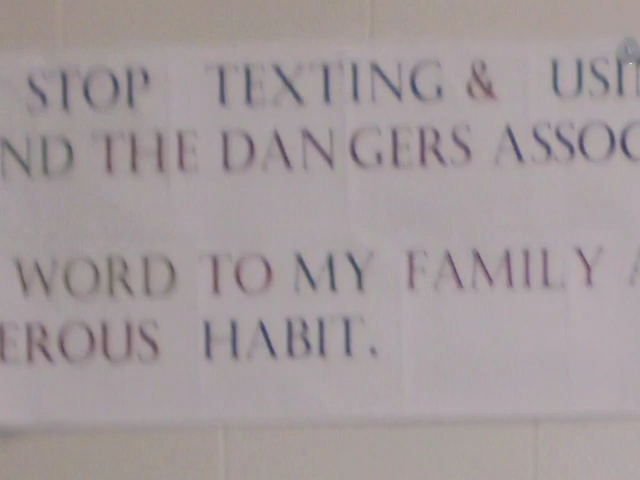 STOP TEXTING & USI
ND THE DANGERS ASSOC
WORD TO MY FAMILY A
EROUS HABIT.